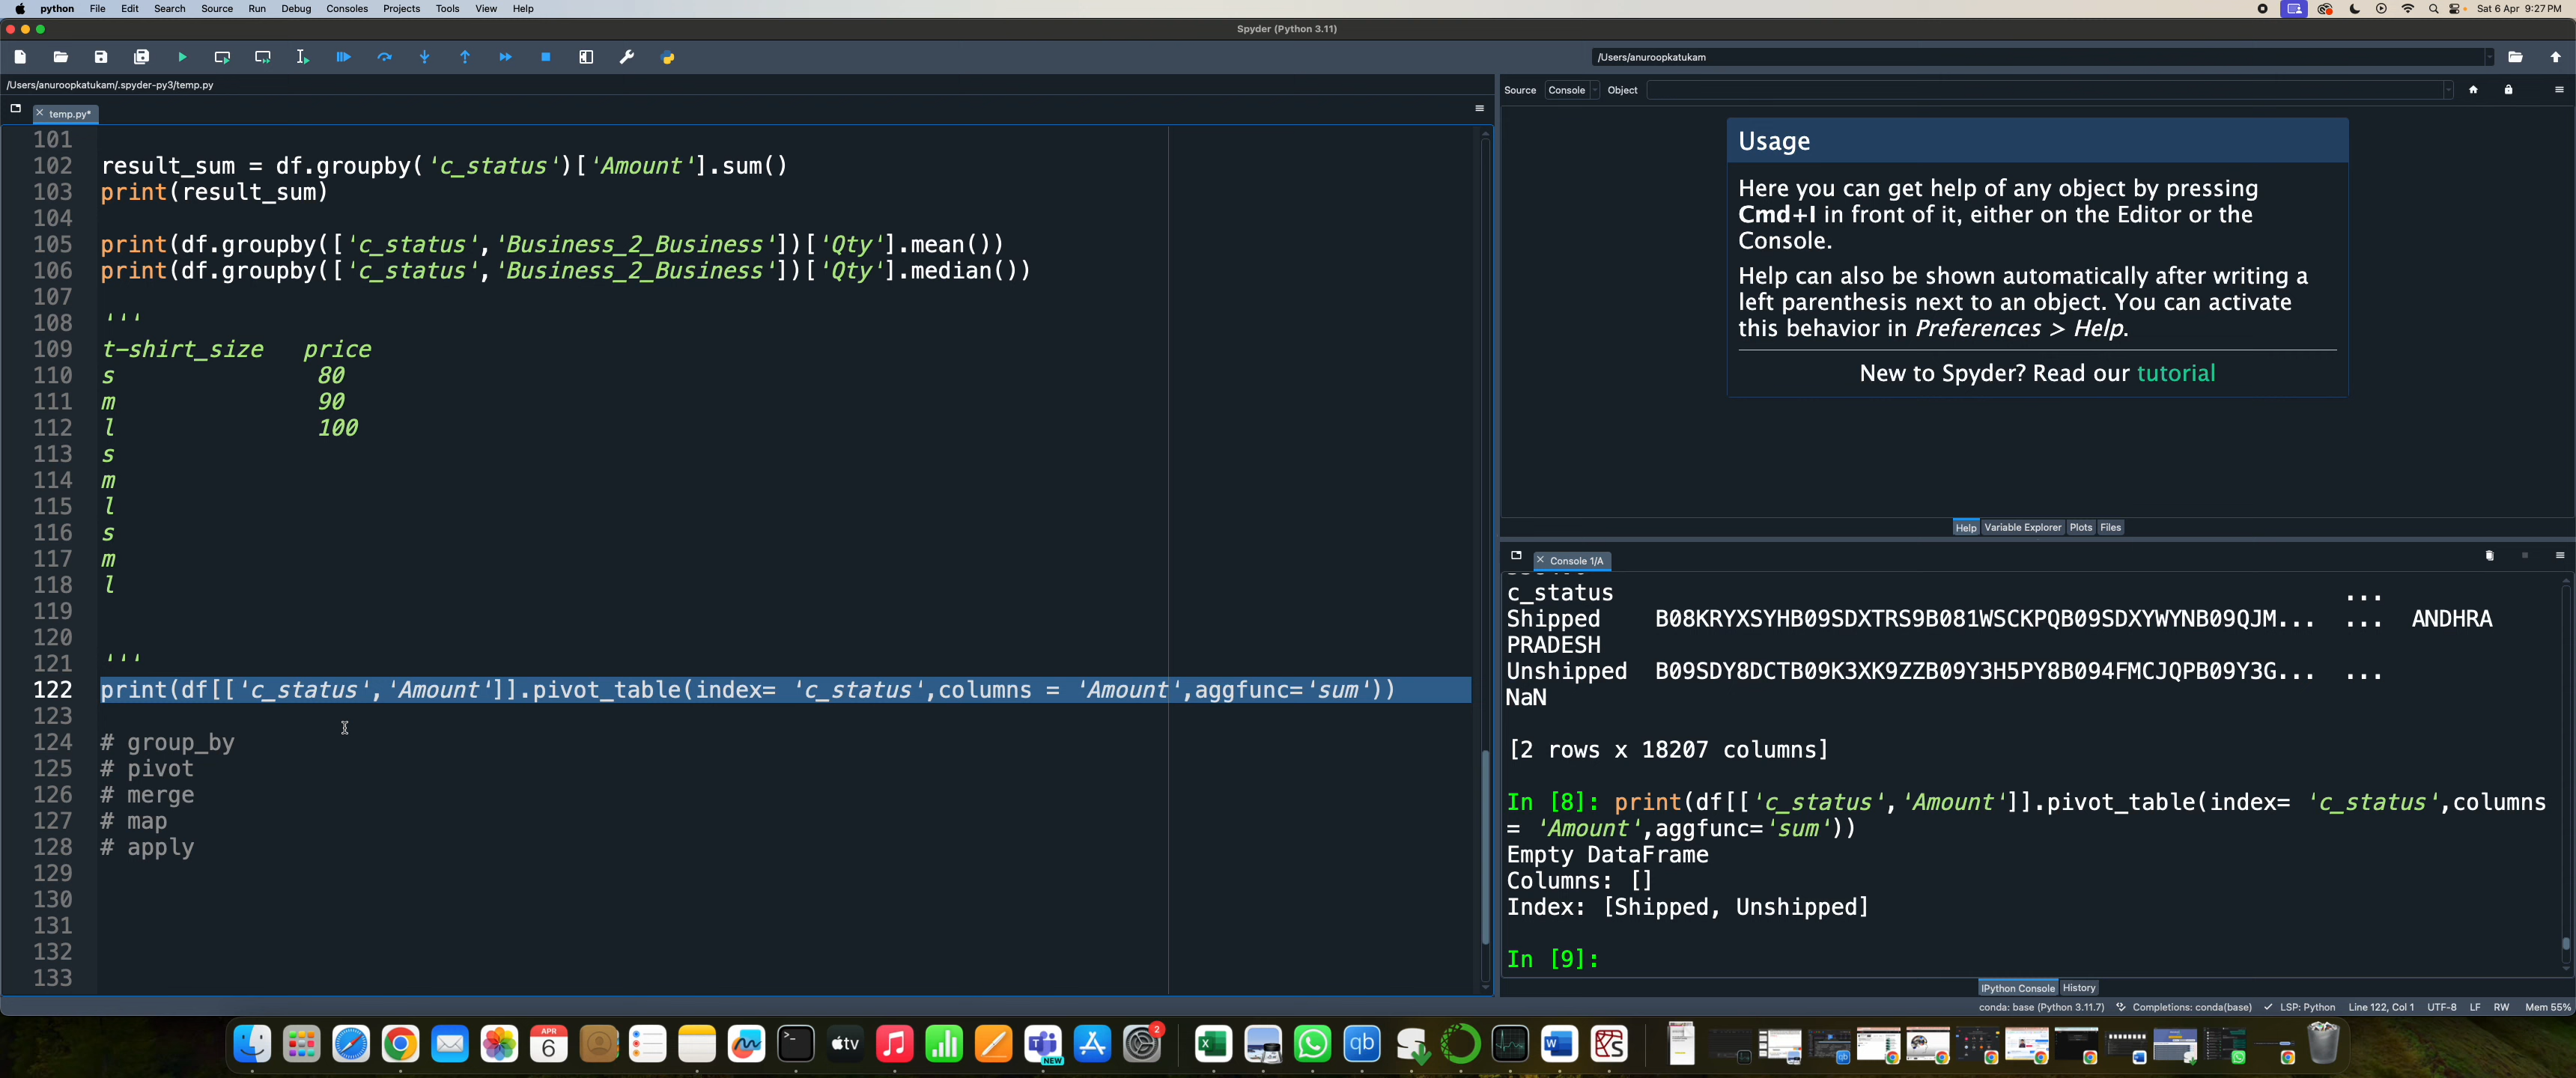 python File Edit Search Source Run Debug Consoles Projects Tools View Help Sat 6 Apr 9:27 PM
Spyder (Python 3.11)
/Users/anuroopkatukam
/Users/anuroopkatukam/.spyder-py3/temp.py
Source Console Object
temp.py*
101
102 result_sum = df.groupby('c_status')['Amount'].sum()
103 print(result_sum)
104
105 print(df.groupby(['c_status','Business_2_Business'])['Qty'].mean())
106 print(df.groupby(['c_status','Business_2_Business'])['Qty'].median())
107
108 '''
109 t-shirt_size price
110 s 80
111 m 90
112 l 100
113 s
114 m
115 l
116 s
117 m
118 l
119
120
121 '''
122 print(df[['c_status','Amount']].pivot_table(index= 'c_status',columns = 'Amount',aggfunc='sum'))
123
124 # group_by
125 # pivot
126 # merge
127 # map
128 # apply
129
130
131
132
133
Usage
Here you can get help of any object by pressing
Cmd+I in front of it, either on the Editor or the
Console.
Help can also be shown automatically after writing a
left parenthesis next to an object. You can activate
this behavior in Preferences > Help.
New to Spyder? Read our tutorial
Help Variable Explorer Plots Files
Console 1/A
c_status ...
Shipped B08KRYXSYHB09SDXTRS9B081WSCKPQB09SDXYWYNB09QJM... ... ANDHRA
PRADESH
Unshipped B09SDY8DCTB09K3XK9ZZB09Y3H5PY8B094FMCJQPB09Y3G... ...
NaN
[2 rows x 18207 columns]
In [8]: print(df[['c_status','Amount']].pivot_table(index= 'c_status',columns
= 'Amount',aggfunc='sum'))
Empty DataFrame
Columns: []
Index: [Shipped, Unshipped]
In [9]:
IPython Console History
conda: base (Python 3.11.7) Completions: conda(base) LSP: Python Line 122, Col 1 UTF-8 LF RW Mem 55%
APR
6
tv
NEW
2
qb